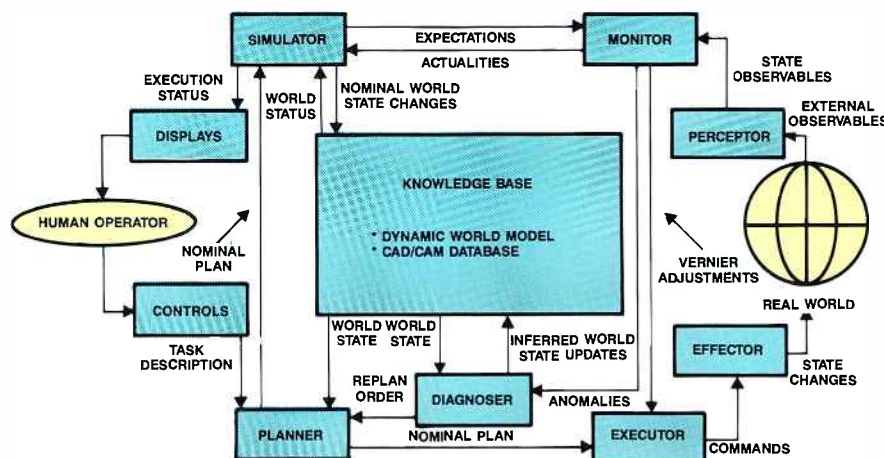 SIMULATOR
EXPECTATIONS
MONITOR
ACTUALITIES
STATE
OBSERVABLES
EXECUTION
STATUS
WORLD
STATUS
NOMINAL WORLD
STATE CHANGES
EXTERNAL
OBSERVABLES
DISPLAYS
PERCEPTOR
KNOWLEDGE BASE
HUMAN OPERATOR
* DYNAMIC WORLD MODEL
* CAD/CAM DATABASE
NOMINAL
PLAN
VERNIER
ADJUSTMENTS
REAL WORLD
CONTROLS
TASK
DESCRIPTION
WORLD
STATE
WORLD
STATE
INFERRED WORLD
STATE UPDATES
EFFECTOR
STATE
CHANGES
REPLAN
ORDER
DIAGNOSER
ANOMALIES
PLANNER
NOMINAL PLAN
EXECUTOR
COMMANDS